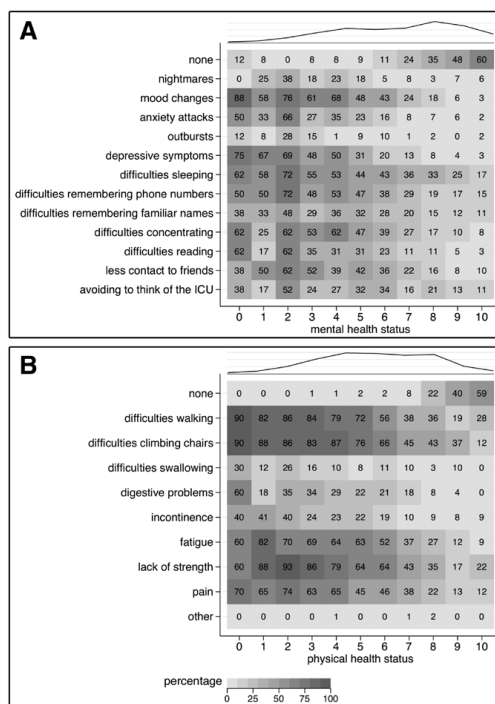 A
none 12 8 0 8 8 9 11 24 35 48 60
nightmares 0 25 38 18 23 18 5 8 3 7 6
mood changes 88 58 76 61 68 48 43 24 18 6 3
anxiety attacks 50 33 66 27 35 23 16 8 7 6 2
outbursts 12 8 28 15 1 9 10 1 2 0 2
depressive symptoms 75 67 69 48 50 31 20 13 8 4 3
difficulties sleeping 62 58 72 55 53 44 43 36 33 25 17
difficulties remembering phone numbers 50 50 72 48 53 47 38 29 19 17 15
difficulties remembering familiar names 38 33 48 29 36 32 28 20 15 12 11
difficulties concentrating 62 25 62 53 62 47 39 27 17 10 8
difficulties reading 62 17 62 35 31 31 23 11 11 5 3
less contact to friends 38 50 62 52 39 42 36 22 16 8 10
avoiding to think of the ICU 38 17 52 24 27 32 34 16 21 13 11
0 1 2 3 4 5 6 7 8 9 10
mental health status
B
none 0 0 0 1 1 2 2 8 22 40 59
difficulties walking 90 82 86 84 79 72 56 38 36 19 28
difficulties climbing chairs 90 88 86 83 87 76 66 45 43 37 12
difficulties swallowing 30 12 26 16 10 8 11 10 3 10 0
digestive problems 60 18 35 34 29 22 21 18 8 4 0
incontinence 40 41 40 24 23 22 19 10 9 8 9
fatigue 60 82 70 69 64 63 52 37 27 12 9
lack of strength 60 88 93 86 79 64 64 43 35 17 22
pain 70 65 74 63 65 45 46 38 22 13 12
other 0 0 0 0 1 0 0 1 2 0 0
0 1 2 3 4 5 6 7 8 9 10
physical health status
percentage
0 25 50 75 100